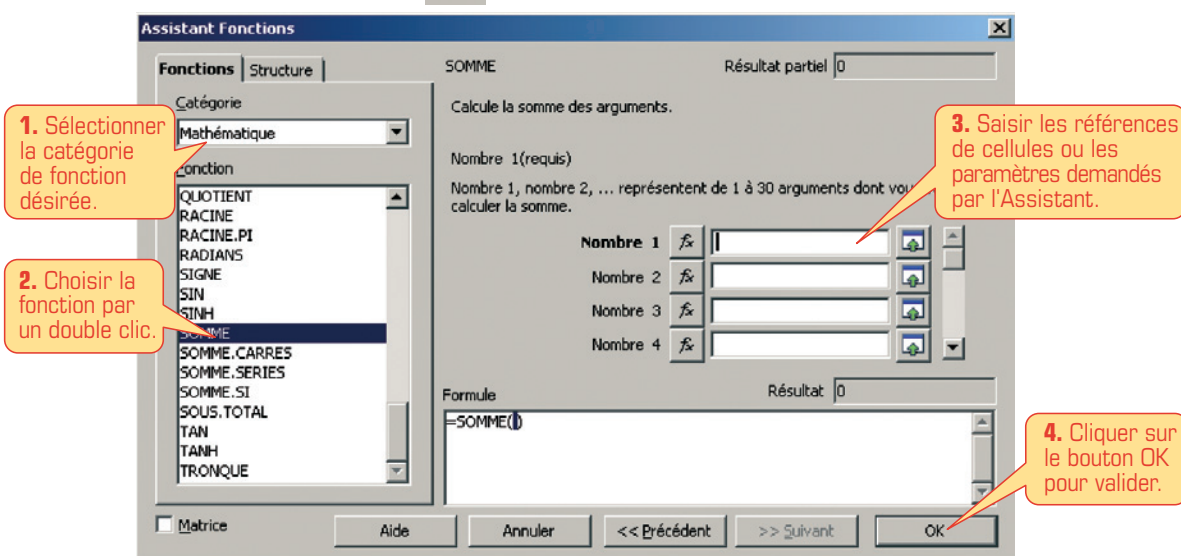 Assistant Fonctions
Fonctions
Structure
SOMME
Résultat partiel 0
Catégorie
Mathématique
Calcule la somme des arguments.
1. Sélectionner
la catégorie
de fonction
désirée.
3. Saisir les références
de cellules ou les
paramètres demandés
par l'Assistant.
Fonction
Nombre 1(requis)
Nombre 1, nombre 2, ... représentent de 1 à 30 arguments dont
calculer la somme.
QUOTIENT
RACINE
RACINE.PI
RADIANS
SIGNE
SIN
SINH
SOMME
SOMME.CARRES
SOMME.SERIES
SOMME.SI
SOUS.TOTAL
TAN
TANH
TRONQUE
2. Choisir la
fonction par
un double clic.
Nombre 1 fx
Nombre 2 fx
Nombre 3 fx
Nombre 4 fx
Formule
Résultat 0
=SOMME()
4. Cliquer sur
le bouton OK
pour valider.
Matrice
Aide
Annuler
<< Précédent
>> Suivant
OK